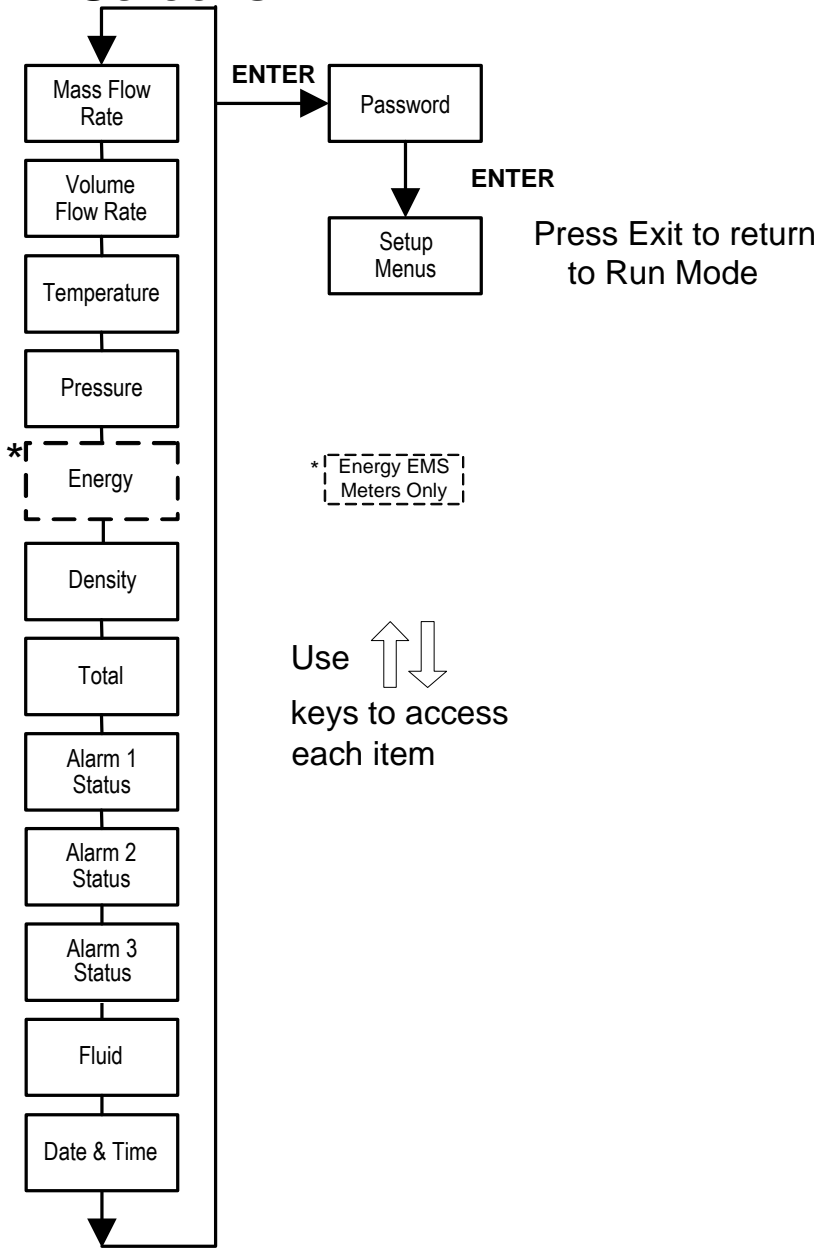 Mass Flow
Rate
Volume
Flow Rate
Temperature
Pressure
*
Energy
Density
Total
Alarm 1
Status
Alarm 2
Status
Alarm 3
Status
Fluid
Date & Time
ENTER
Password
ENTER
Setup
Menus
Press Exit to return
to Run Mode
* Energy EMS
Meters Only
Use
keys to access
each item